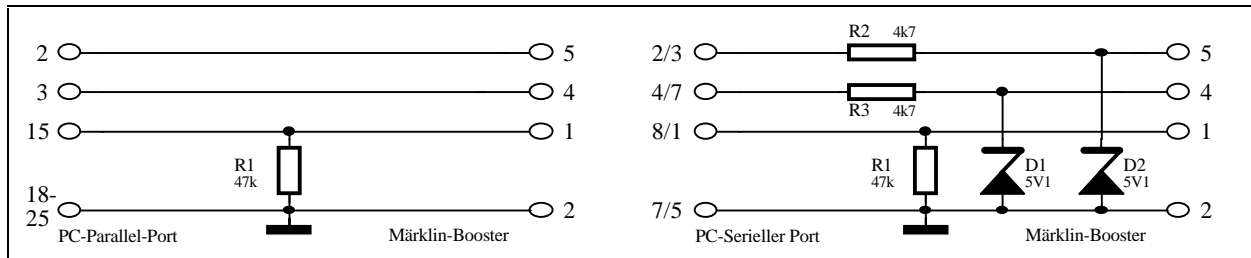 2 5
3 4
15 1
R1
47k
18-
25 2
PC-Parallel-Port Märklin-Booster
R2 4k7
2/3 5
4/7 4
R3 4k7
8/1 1
R1
47k
D1
5V1
D2
5V1
7/5 2
PC-Serieller Port Märklin-Booster